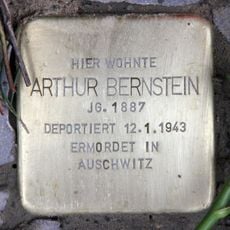 HIER WOHNTE
ARTHUR BERNSTEIN
JG. 1887
DEPORTIERT 12.1.1943
ERMORDET IN
AUSCHWITZ